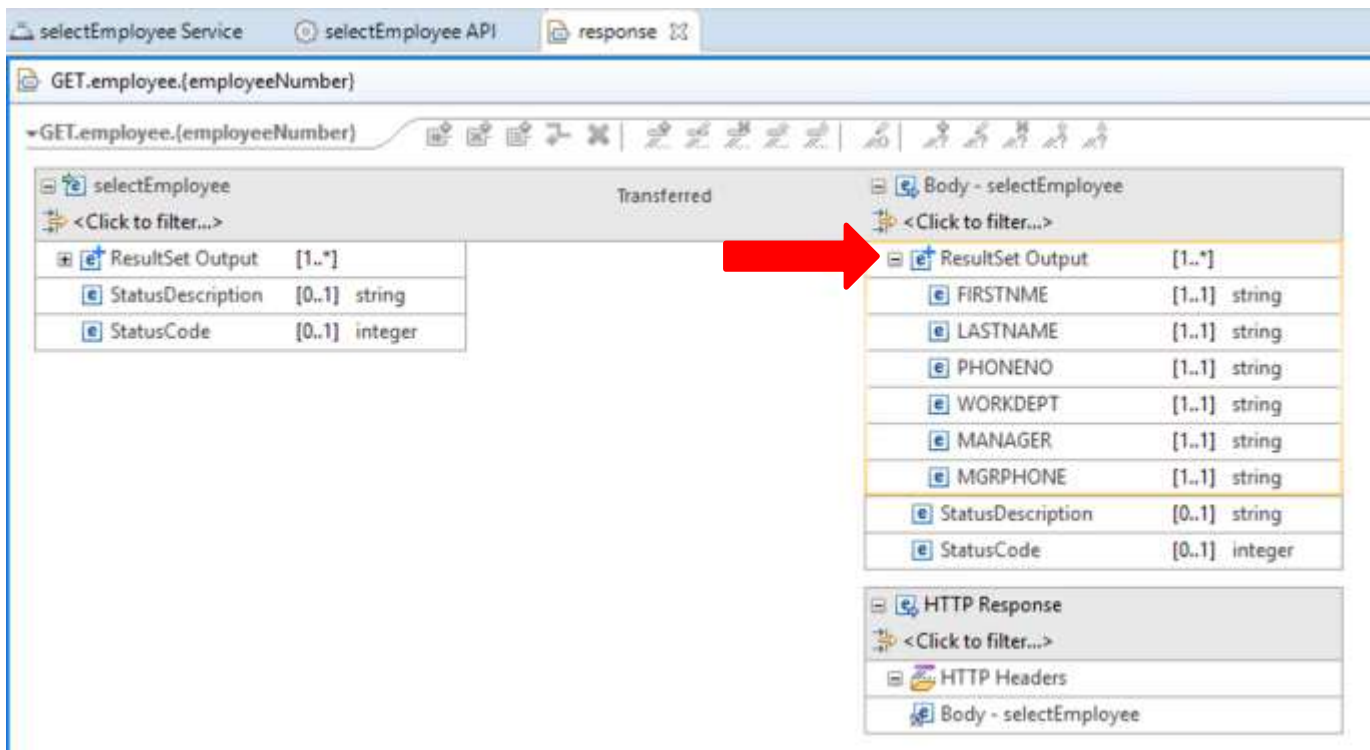 selectEmployee Service selectEmployee API response
GET.employee.{employeeNumber}
GET.employee.{employeeNumber}
selectEmployee Transferred Body - selectEmployee
<Click to filter...> <Click to filter...>
ResultSet Output [1..*] ResultSet Output [1..*]
StatusDescription [0..1] string FIRSTNME [1..1] string
StatusCode [0..1] integer LASTNAME [1..1] string
PHONENO [1..1] string
WORKDEPT [1..1] string
MANAGER [1..1] string
MGRPHONE [1..1] string
StatusDescription [0..1] string
StatusCode [0..1] integer
HTTP Response
<Click to filter...>
HTTP Headers
Body - selectEmployee